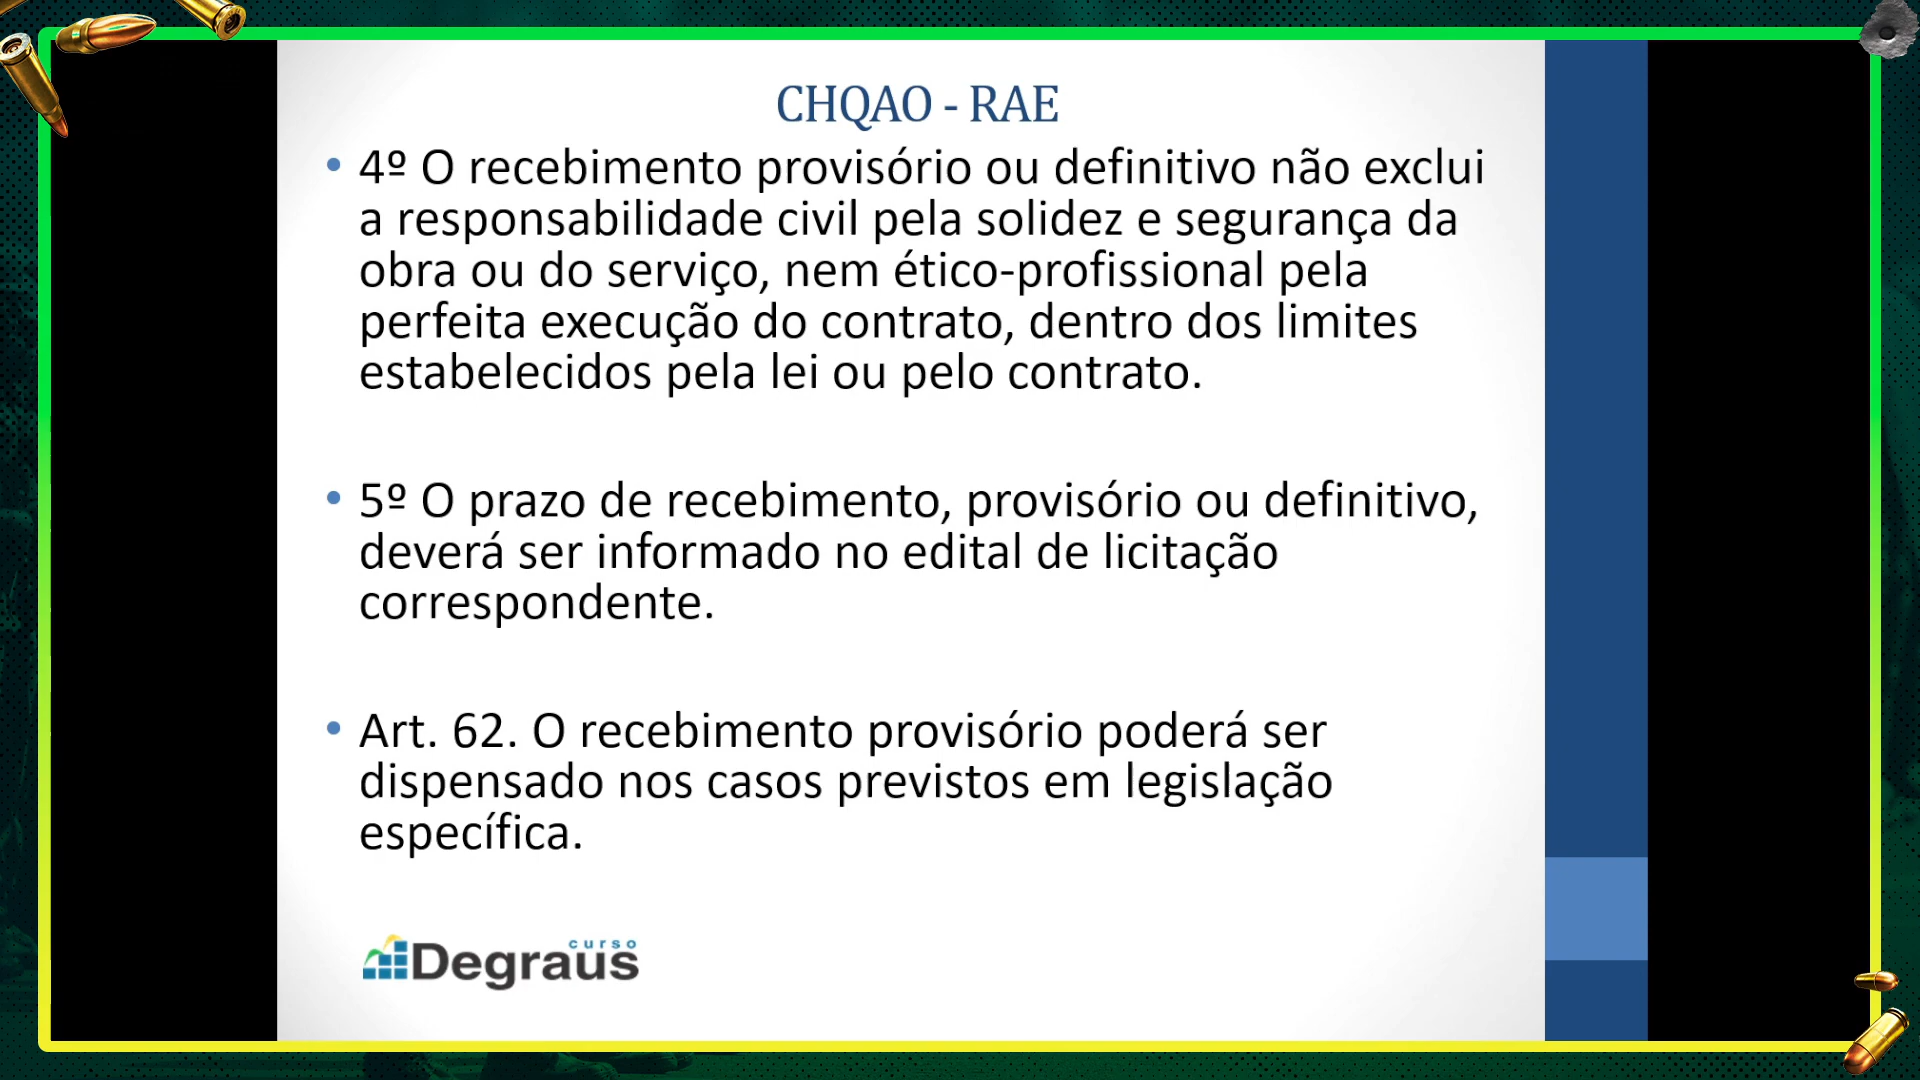 CHQAO - RAE
• 4º O recebimento provisório ou definitivo não exclui
a responsabilidade civil pela solidez e segurança da
obra ou do serviço, nem ético-profissional pela
perfeita execução do contrato, dentro dos limites
estabelecidos pela lei ou pelo contrato.
• 5º O prazo de recebimento, provisório ou definitivo,
deverá ser informado no edital de licitação
correspondente.
• Art. 62. O recebimento provisório poderá ser
dispensado nos casos previstos em legislação
específica.
curso
Degraus